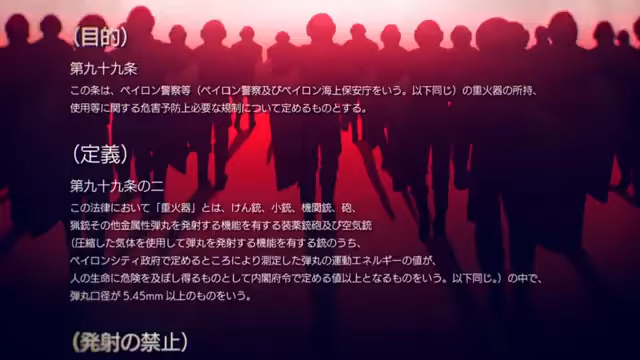 （目的）
第九十九条
この条は、ペイロン警察等（ペイロン警察及びペイロン海上保安庁をいう。以下同じ）の重火器の所持、
使用等に関する危害予防上必要な規制について定めるものとする。
（定義）
第九十九条の二
この法律において「重火器」とは、けん銃、小銃、機関銃、砲、
猟銃その他金属性弾丸を発射する機能を有する装薬銃砲及び空気銃
（圧縮した気体を使用して弾丸を発射する機能を有する銃のうち、
ペイロンシティ政府で定めるところにより測定した弾丸の運動エネルギーの値が、
人の生命に危険を及ぼし得るものとして内閣府令で定める値以上となるものをいう。以下同じ。）の中で、
弾丸口径が 5.45mm 以上のものをいう。
（発射の禁止）